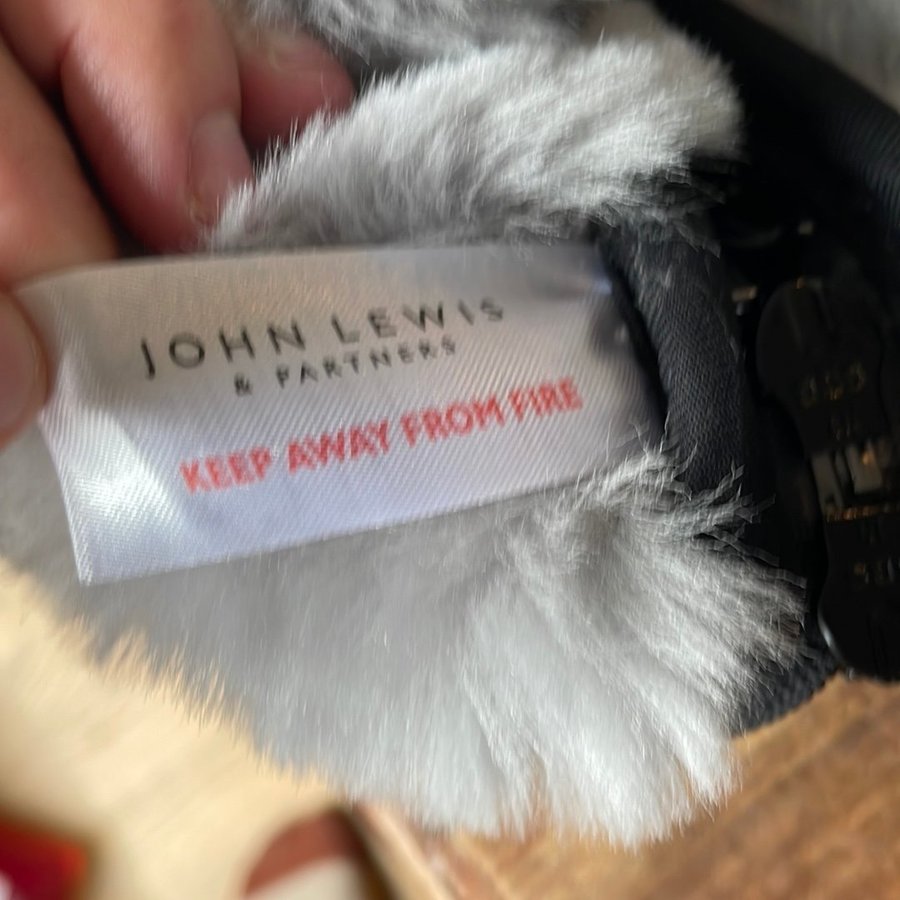 JOHN LEWIS
& PARTNERS
KEEP AWAY FROM FIRE